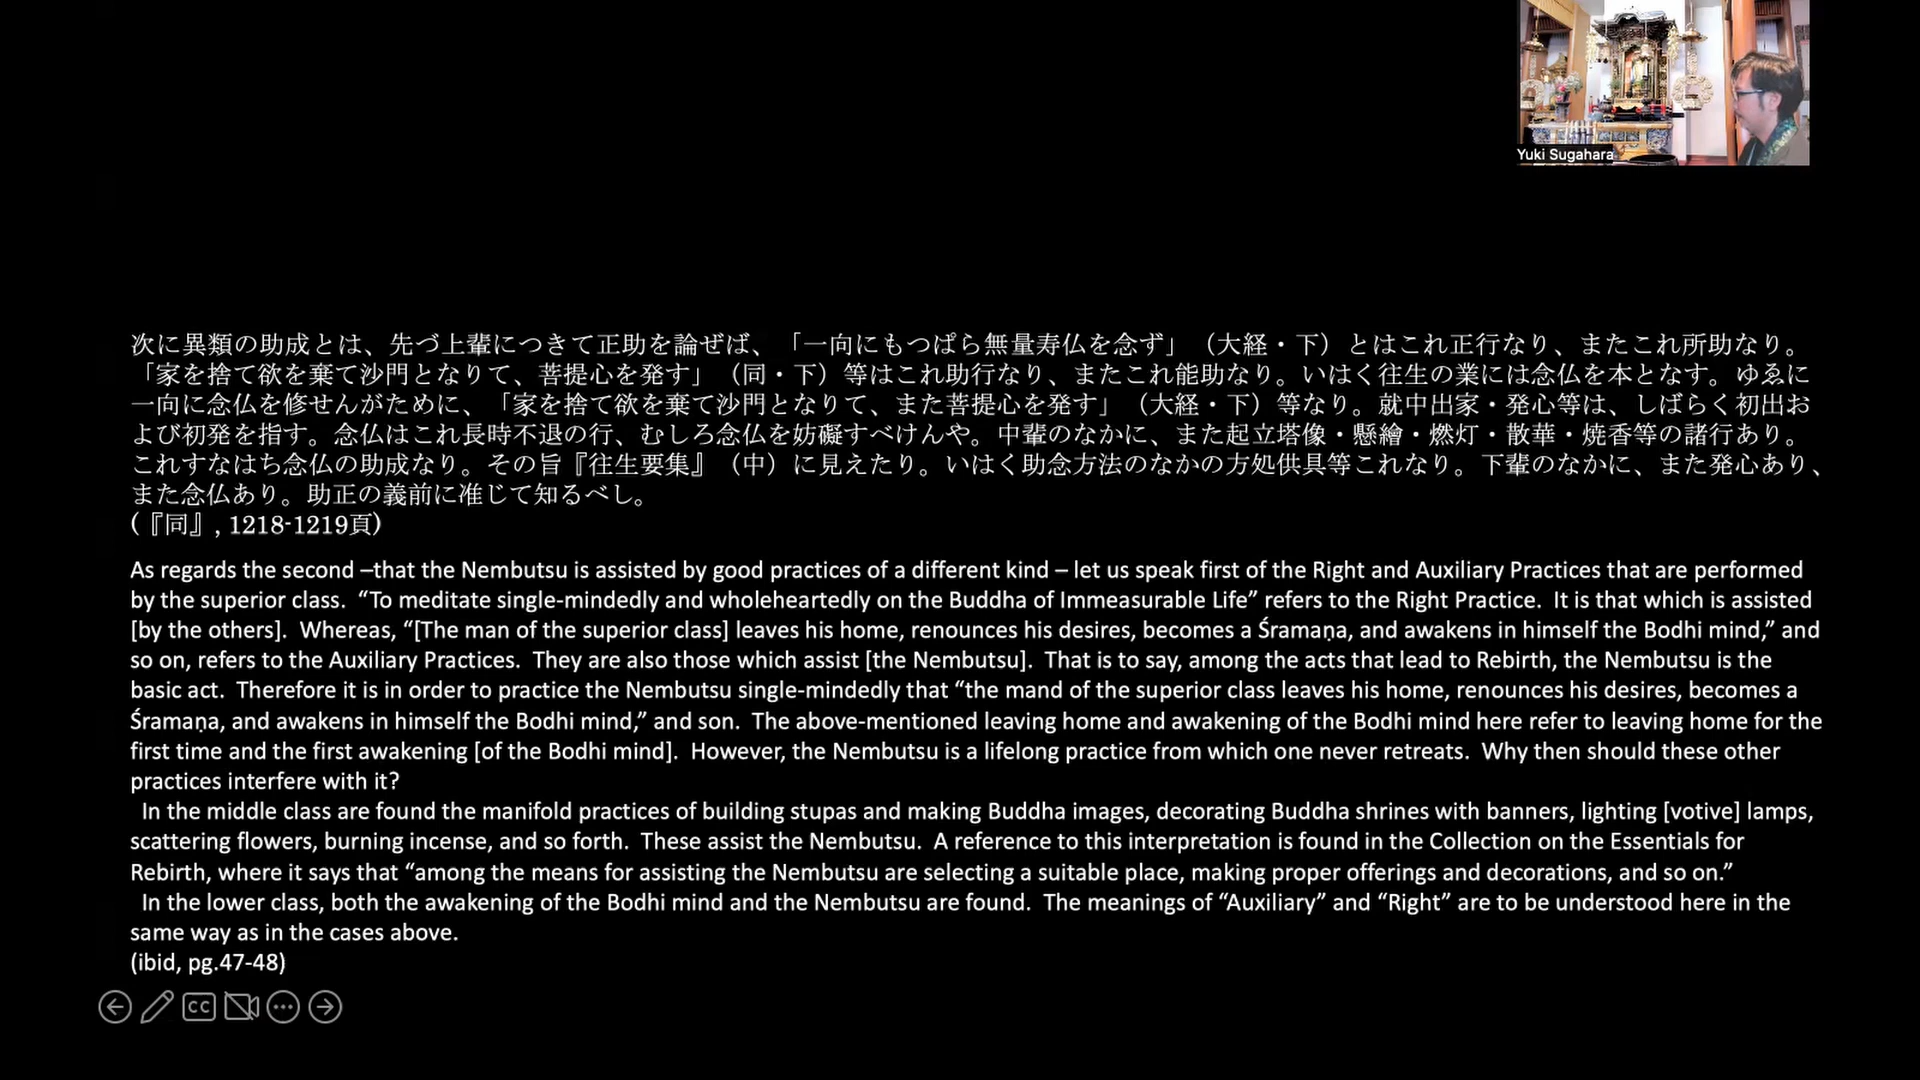 Yuki Sugahara
次に異類の助成とは、先づ上輩につきて正助を論ぜば、「一向にもつぱら無量寿仏を念ず」（大経・下）とはこれ正行なり、またこれ所助なり。
「家を捨て欲を棄て沙門となりて、菩提心を発す」（同・下）等はこれ助行なり、またこれ能助なり。いはく往生の業には念仏を本となす。ゆゑに
一向に念仏を修せんがために、「家を捨て欲を棄て沙門となりて、また菩提心を発す」（大経・下）等なり。就中出家・発心等は、しばらく初出お
よび初発を指す。念仏はこれ長時不退の行、むしろ念仏を妨礙すべけんや。中輩のなかに、また起立塔像・懸繪・燃灯・散華・焼香等の諸行あり。
これすなはち念仏の助成なり。その旨『往生要集』（中）に見えたり。いはく助念方法のなかの方処供具等これなり。下輩のなかに、また発心あり、
また念仏あり。助正の義前に准じて知るべし。
(『同』, 1218-1219頁)
As regards the second –that the Nembutsu is assisted by good practices of a different kind – let us speak first of the Right and Auxiliary Practices that are performed
by the superior class.  “To meditate single-mindedly and wholeheartedly on the Buddha of Immeasurable Life” refers to the Right Practice.  It is that which is assisted
[by the others].  Whereas, “[The man of the superior class] leaves his home, renounces his desires, becomes a Śramaṇa, and awakens in himself the Bodhi mind,” and
so on, refers to the Auxiliary Practices.  They are also those which assist [the Nembutsu].  That is to say, among the acts that lead to Rebirth, the Nembutsu is the
basic act.  Therefore it is in order to practice the Nembutsu single-mindedly that “the mand of the superior class leaves his home, renounces his desires, becomes a
Śramaṇa, and awakens in himself the Bodhi mind,” and son.  The above-mentioned leaving home and awakening of the Bodhi mind here refer to leaving home for the
first time and the first awakening [of the Bodhi mind].  However, the Nembutsu is a lifelong practice from which one never retreats.  Why then should these other
practices interfere with it?
In the middle class are found the manifold practices of building stupas and making Buddha images, decorating Buddha shrines with banners, lighting [votive] lamps,
scattering flowers, burning incense, and so forth.  These assist the Nembutsu.  A reference to this interpretation is found in the Collection on the Essentials for
Rebirth, where it says that “among the means for assisting the Nembutsu are selecting a suitable place, making proper offerings and decorations, and so on.”
In the lower class, both the awakening of the Bodhi mind and the Nembutsu are found.  The meanings of “Auxiliary” and “Right” are to be understood here in the
same way as in the cases above.
(ibid, pg.47-48)
CC